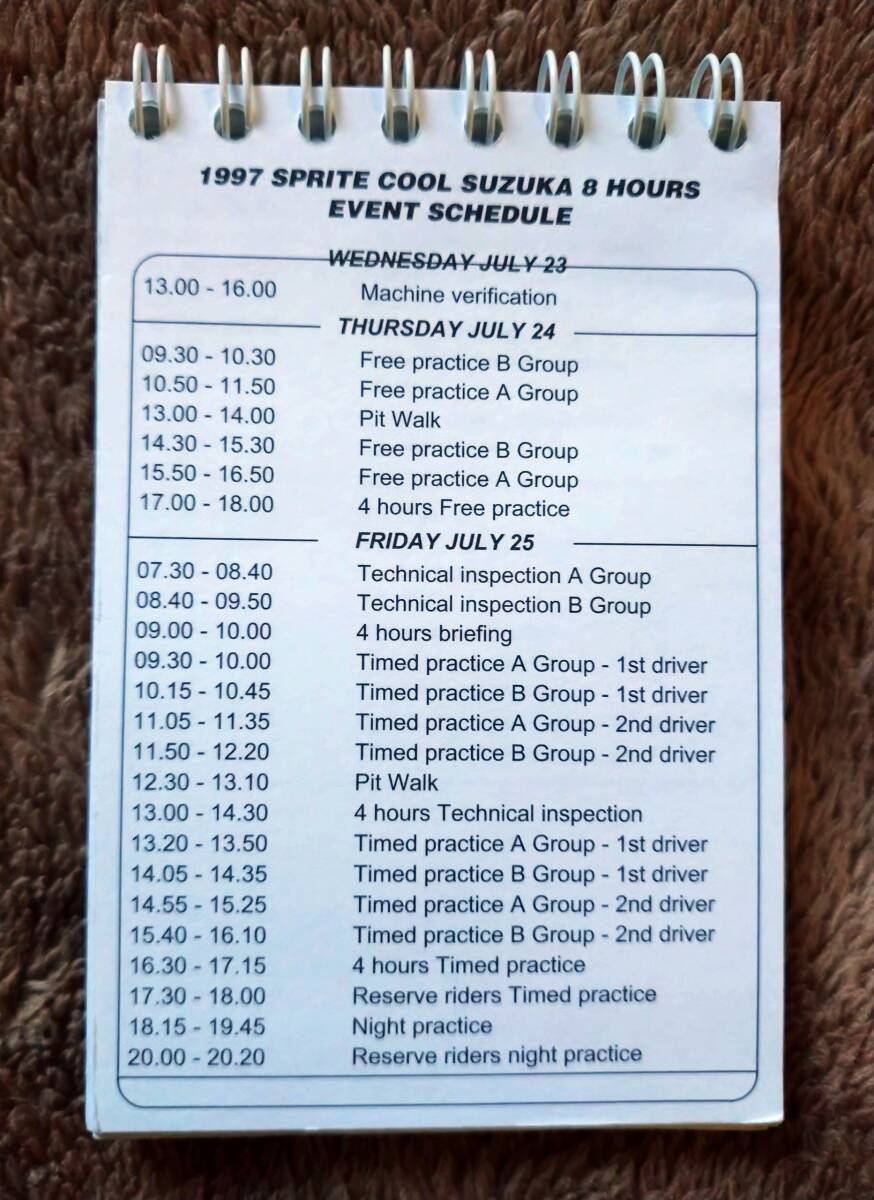 1997 SPRITE COOL SUZUKA 8 HOURS
EVENT SCHEDULE
WEDNESDAY JULY 23
13.00 - 16.00 Machine verification
THURSDAY JULY 24
09.30 - 10.30 Free practice B Group
10.50 - 11.50 Free practice A Group
13.00 - 14.00 Pit Walk
14.30 - 15.30 Free practice B Group
15.50 - 16.50 Free practice A Group
17.00 - 18.00 4 hours Free practice
FRIDAY JULY 25
07.30 - 08.40 Technical inspection A Group
08.40 - 09.50 Technical inspection B Group
09.00 - 10.00 4 hours briefing
09.30 - 10.00 Timed practice A Group - 1st driver
10.15 - 10.45 Timed practice B Group - 1st driver
11.05 - 11.35 Timed practice A Group - 2nd driver
11.50 - 12.20 Timed practice B Group - 2nd driver
12.30 - 13.10 Pit Walk
13.00 - 14.30 4 hours Technical inspection
13.20 - 13.50 Timed practice A Group - 1st driver
14.05 - 14.35 Timed practice B Group - 1st driver
14.55 - 15.25 Timed practice A Group - 2nd driver
15.40 - 16.10 Timed practice B Group - 2nd driver
16.30 - 17.15 4 hours Timed practice
17.30 - 18.00 Reserve riders Timed practice
18.15 - 19.45 Night practice
20.00 - 20.20 Reserve riders night practice